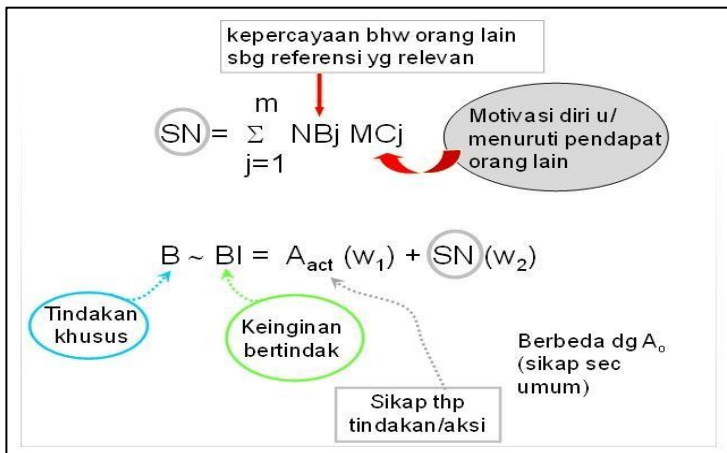 kepercayaan bhw orang lain
sbg referensi yg relevan
m
SN = Σ NBj MCj
j=1
Motivasi diri u/
menuruti pendapat
orang lain
B ~ BI = Aact (w1) + SN (w2)
Tindakan
khusus
Keinginan
bertindak
Berbeda dg Ao
(sikap sec
umum)
Sikap thp
tindakan/aksi